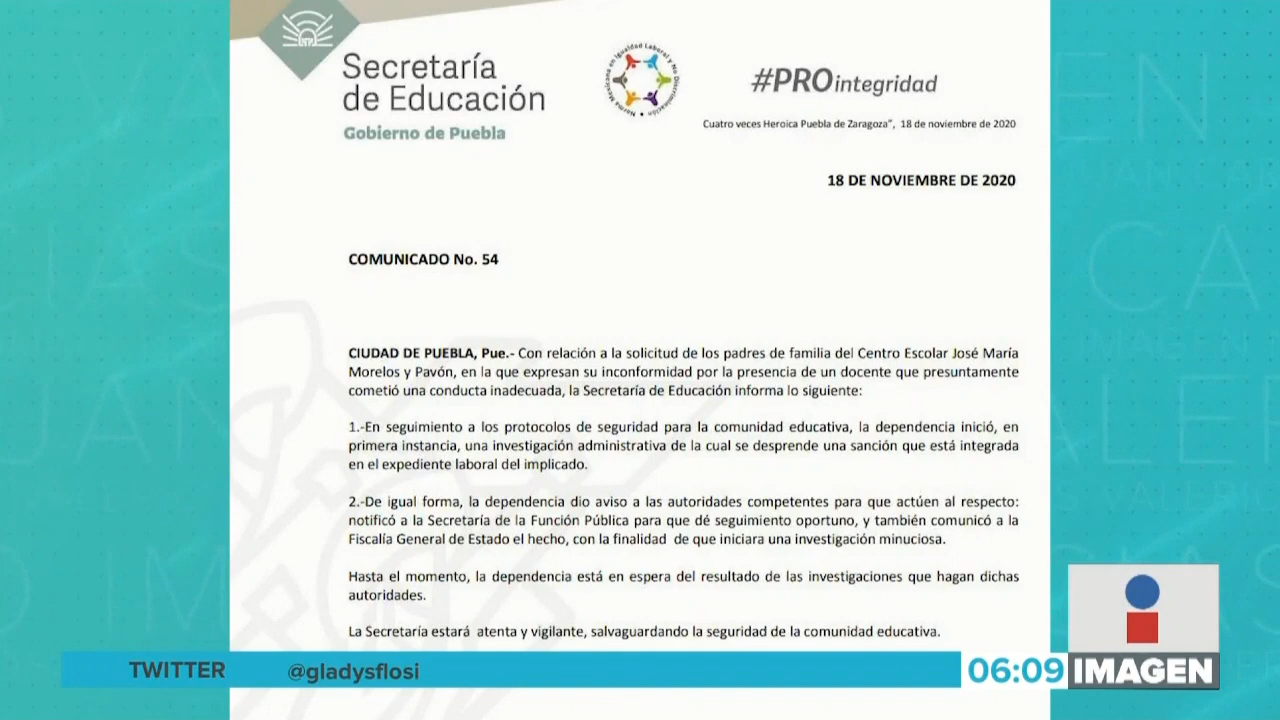 Secretaría
de Educación
Gobierno de Puebla
Norma Mexicana en Igualdad Laboral y No Discriminación
#PROintegridad
Cuatro veces Heroica Puebla de Zaragoza", 18 de noviembre de 2020
18 DE NOVIEMBRE DE 2020
COMUNICADO No. 54
CIUDAD DE PUEBLA, Pue.- Con relación a la solicitud de los padres de familia del Centro Escolar José María
Morelos y Pavón, en la que expresan su inconformidad por la presencia de un docente que presuntamente
cometió una conducta inadecuada, la Secretaría de Educación informa lo siguiente:
1.-En seguimiento a los protocolos de seguridad para la comunidad educativa, la dependencia inició, en
primera instancia, una investigación administrativa de la cual se desprende una sanción que está integrada
en el expediente laboral del implicado.
2.-De igual forma, la dependencia dio aviso a las autoridades competentes para que actúen al respecto:
notificó a la Secretaría de la Función Pública para que dé seguimiento oportuno, y también comunicó a la
Fiscalía General de Estado el hecho, con la finalidad de que iniciara una investigación minuciosa.
Hasta el momento, la dependencia está en espera del resultado de las investigaciones que hagan dichas
autoridades.
La Secretaría estará atenta y vigilante, salvaguardando la seguridad de la comunidad educativa.
TWITTER @gladysflosi
06:09 IMAGEN